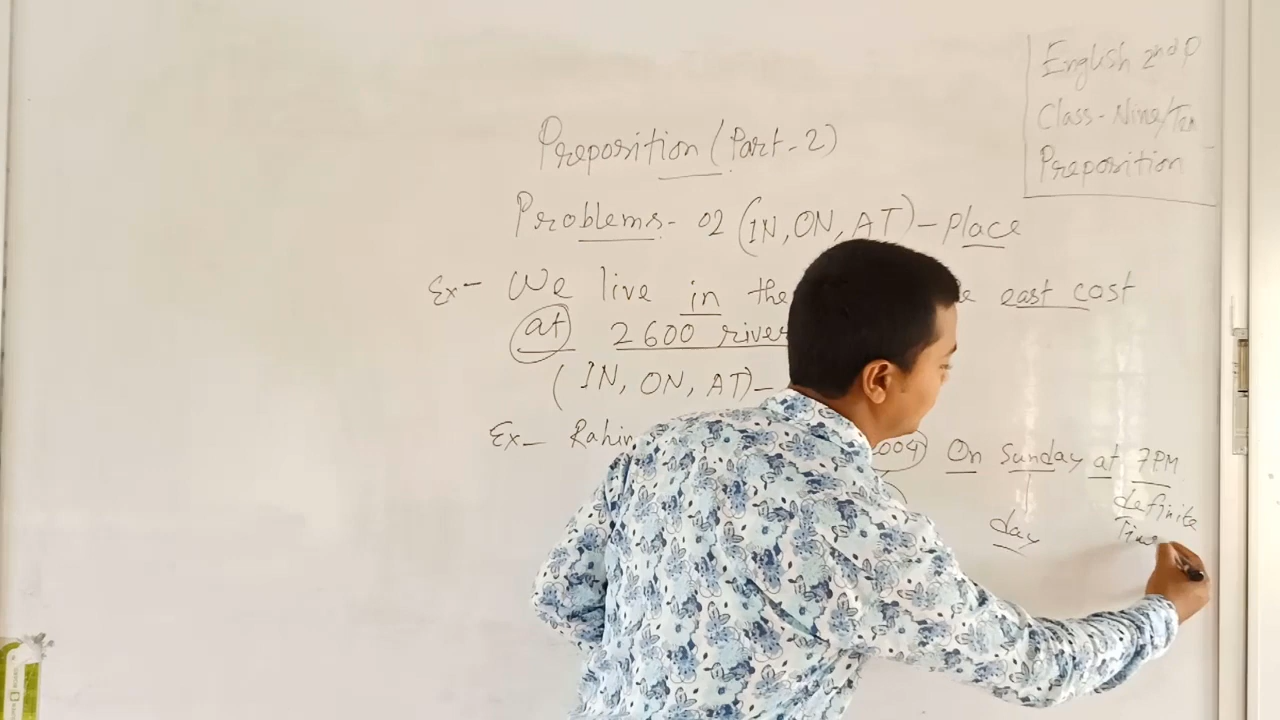 English 2nd P
Class - Nine/Ten
Preposition
Preposition (Part - 2)
Problems - 02 (IN, ON, AT) - Place
Ex - We live in the east cost
at 2600 river
(IN, ON, AT) -
Ex - On Sunday at 7PM
day
definite
Time